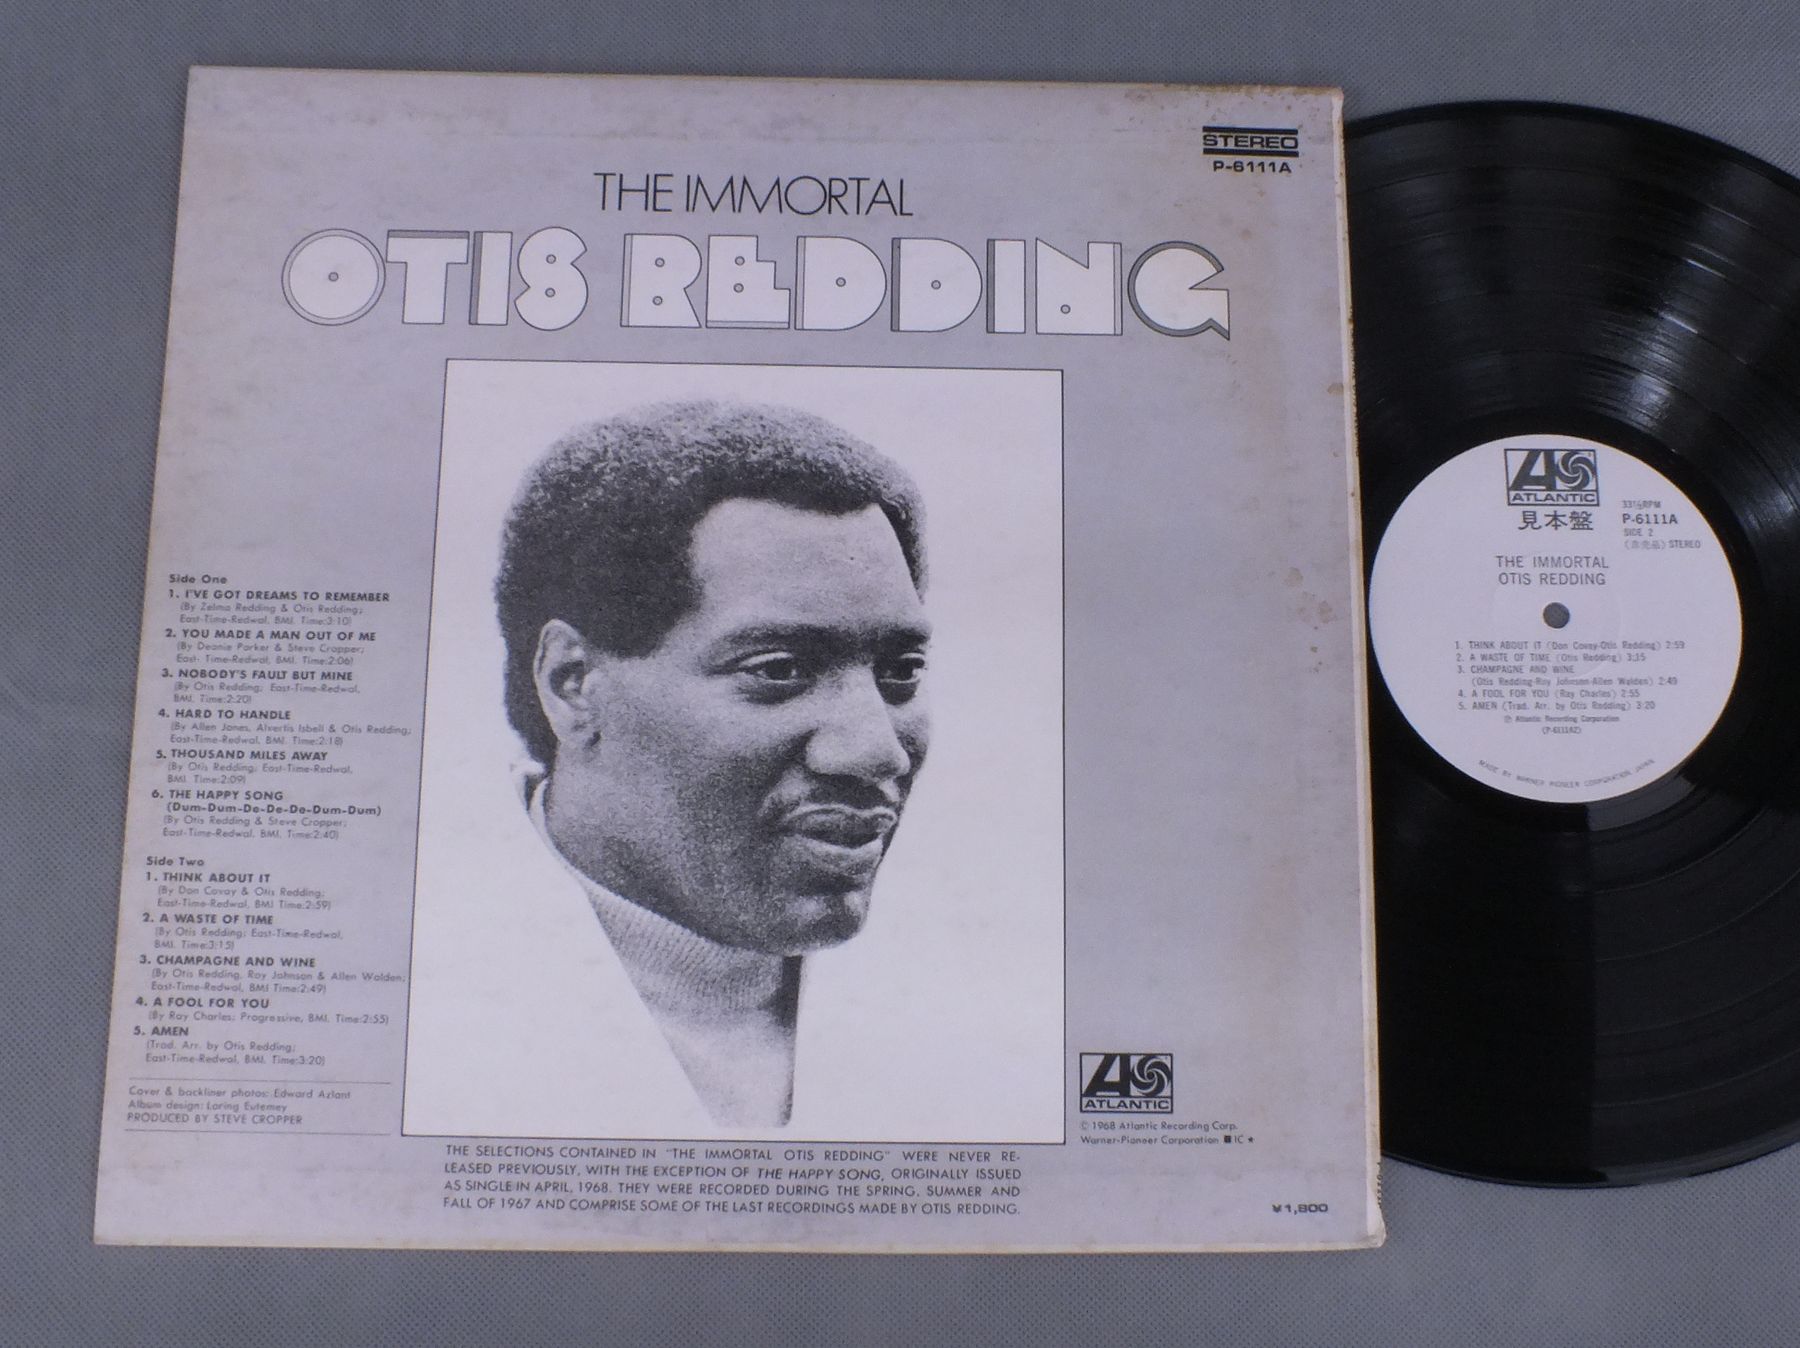 STEREO
P-6111A
THE IMMORTAL
OTIS REDDING
Side One
1. I'VE GOT DREAMS TO REMEMBER
(By Zelma Redding & Otis Redding;
East-Time-Redwal, BMI. Time:3:10)
2. YOU MADE A MAN OUT OF ME
(By Deanie Parker & Steve Cropper;
East- Time-Redwal, BMI. Time:2:06)
3. NOBODY'S FAULT BUT MINE
(By Otis Redding; East-Time-Redwal,
BMI. Time:2:20)
4. HARD TO HANDLE
(By Allen Jones, Alvertis Isbell & Otis Redding;
East-Time-Redwal, BMI. Time:2:18)
5. THOUSAND MILES AWAY
(By Otis Redding; East-Time-Redwal,
BMI. Time:2:09)
6. THE HAPPY SONG
(Dum-Dum-De-De-De-Dum-Dum)
(By Otis Redding & Steve Cropper;
East-Time-Redwal, BMI. Time:2:40)
Side Two
1. THINK ABOUT IT
(By Don Covay & Otis Redding;
East-Time-Redwal, BMI Time:2:59)
2. A WASTE OF TIME
(By Otis Redding; East-Time-Redwal,
BMI. Time:3:15)
3. CHAMPAGNE AND WINE
(By Otis Redding, Roy Johnson & Allen Walden;
East-Time-Redwal, BMI Time:2:49)
4. A FOOL FOR YOU
(By Ray Charles; Progressive, BMI. Time:2:55)
5. AMEN
(Trad. Arr. by Otis Redding;
East-Time-Redwal, BMI. Time:3:20)
Cover & backliner photos: Edward Azlant
Album design: Loring Eutemey
PRODUCED BY STEVE CROPPER
THE SELECTIONS CONTAINED IN "THE IMMORTAL OTIS REDDING" WERE NEVER RE-
LEASED PREVIOUSLY, WITH THE EXCEPTION OF THE HAPPY SONG, ORIGINALLY ISSUED
AS SINGLE IN APRIL, 1968. THEY WERE RECORDED DURING THE SPRING, SUMMER AND
FALL OF 1967 AND COMPRISE SOME OF THE LAST RECORDINGS MADE BY OTIS REDDING.
ATLANTIC
© 1968 Atlantic Recording Corp.
Warner-Pioneer Corporation ■ IC ★
¥1,800
ATLANTIC
見本盤
33⅓RPM
P-6111A
SIDE 2
(非売品) STEREO
THE IMMORTAL
OTIS REDDING
1. THINK ABOUT IT (Don Covay-Otis Redding) 2:59
2. A WASTE OF TIME (Otis Redding) 3:15
3. CHAMPAGNE AND WINE
(Otis Redding-Roy Johnson-Allen Walden) 2:49
4. A FOOL FOR YOU (Ray Charles) 2:55
5. AMEN (Trad. Arr. by Otis Redding) 3:20
℗ Atlantic Recording Corporation
(P-6111A2)
MADE BY WARNER PIONEER CORPORATION JAPAN